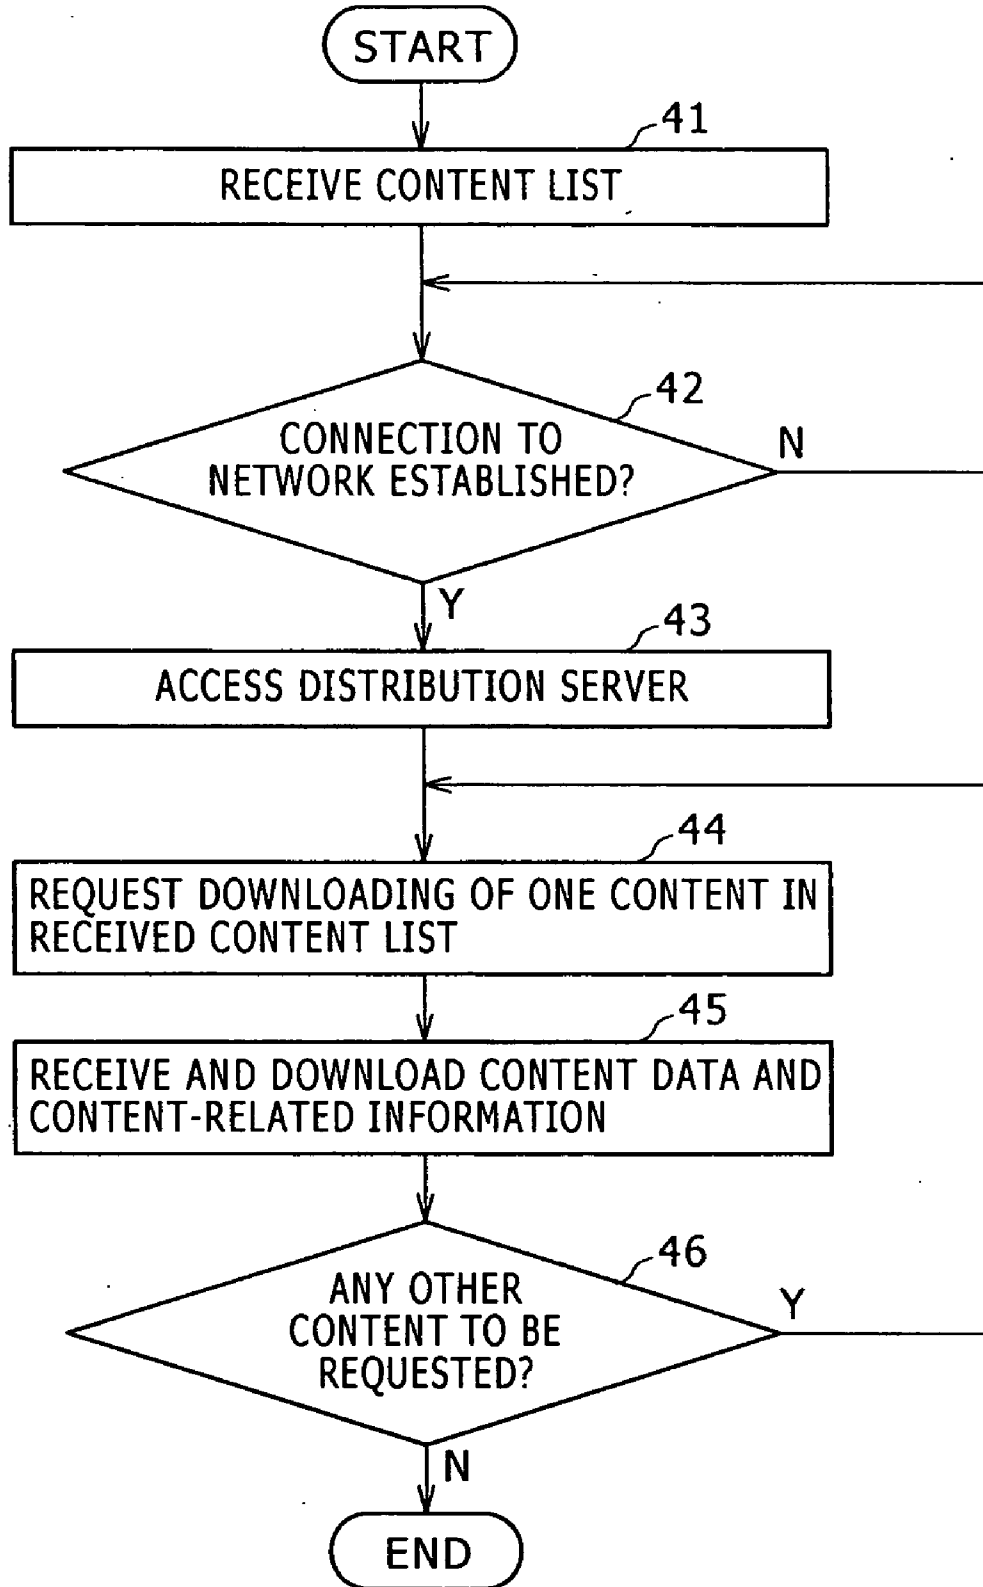 START
41
RECEIVE CONTENT LIST
42
CONNECTION TO
NETWORK ESTABLISHED?
N
Y
43
ACCESS DISTRIBUTION SERVER
44
REQUEST DOWNLOADING OF ONE CONTENT IN
RECEIVED CONTENT LIST
45
RECEIVE AND DOWNLOAD CONTENT DATA AND
CONTENT-RELATED INFORMATION
46
ANY OTHER
CONTENT TO BE
REQUESTED?
Y
N
END